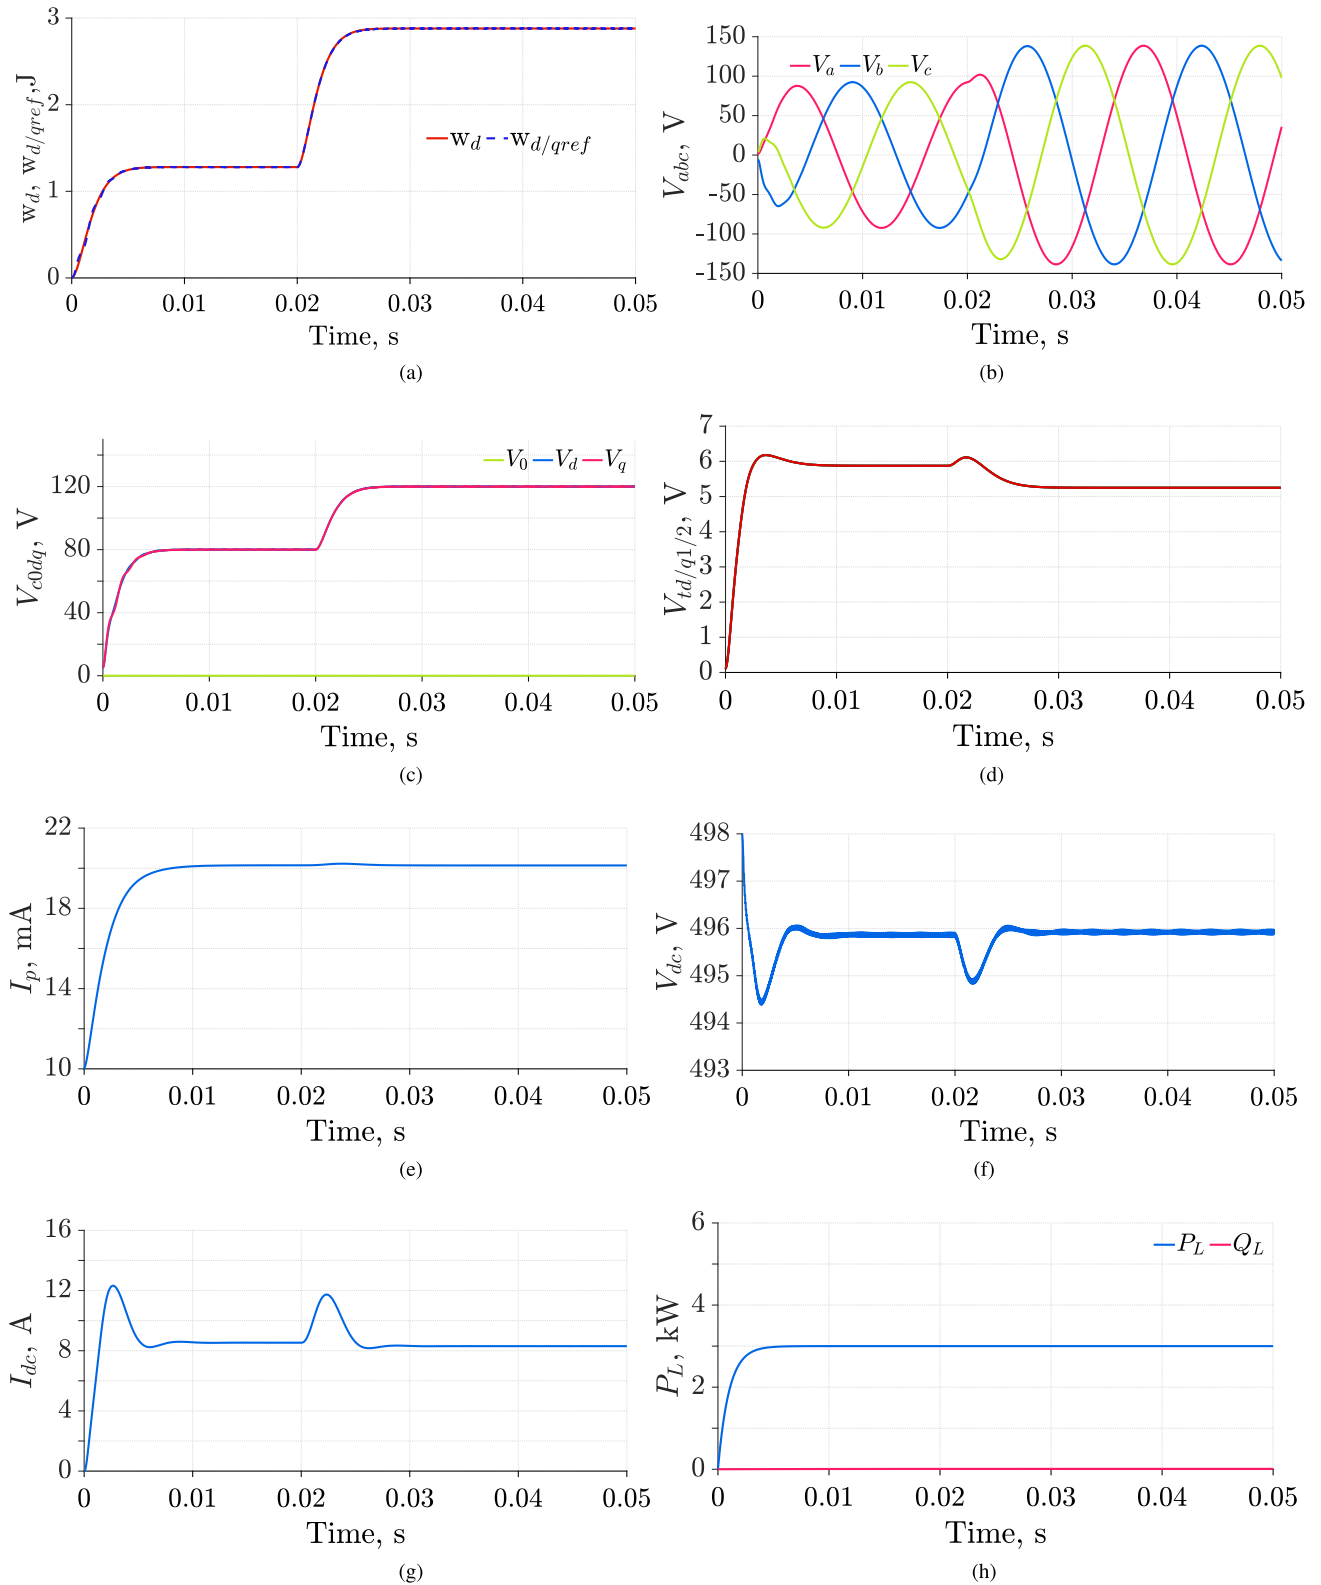 3
2
1
0
w_d, w_{d/qref},J
w_d
w_{d/qref}
0 0.01 0.02 0.03 0.04 0.05
Time, s
(a)
150
100
50
0
-50
-100
-150
V_{abc}, V
V_a V_b V_c
0 0.01 0.02 0.03 0.04 0.05
Time, s
(b)
120
80
40
0
V_{c0dq}, V
V_0 V_d V_q
0 0.01 0.02 0.03 0.04 0.05
Time, s
(c)
7
6
5
4
3
2
1
0
V_{td/q1/2}, V
0 0.01 0.02 0.03 0.04 0.05
Time, s
(d)
22
18
14
10
I_p, mA
0 0.01 0.02 0.03 0.04 0.05
Time, s
(e)
498
497
496
495
494
493
V_{dc}, V
0 0.01 0.02 0.03 0.04 0.05
Time, s
(f)
16
12
8
4
0
I_{dc}, A
0 0.01 0.02 0.03 0.04 0.05
Time, s
(g)
6
4
2
0
P_L, kW
P_L Q_L
0 0.01 0.02 0.03 0.04 0.05
Time, s
(h)